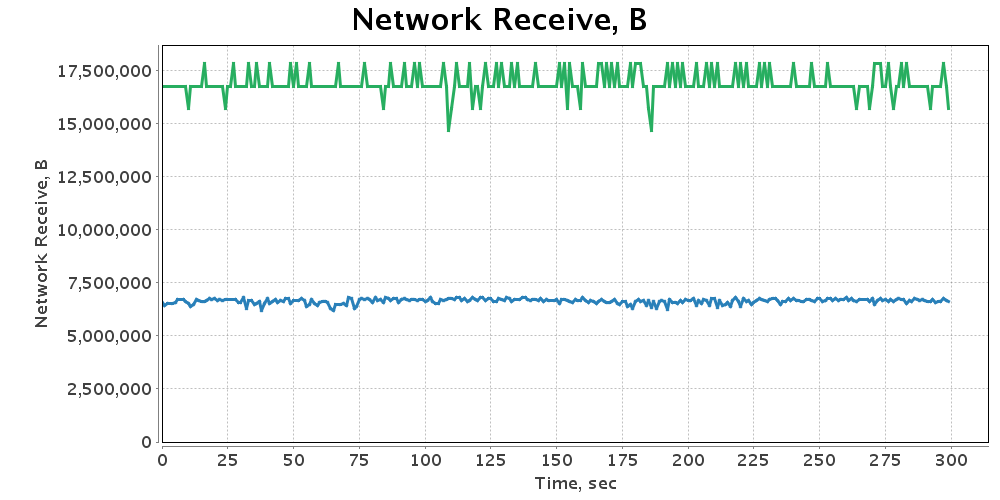 Network Receive, B
17,500,000
15,000,000
12,500,000
10,000,000
7,500,000
5,000,000
2,500,000
0
Network Receive, B
0 25 50 75 100 125 150 175 200 225 250 275 300
Time, sec